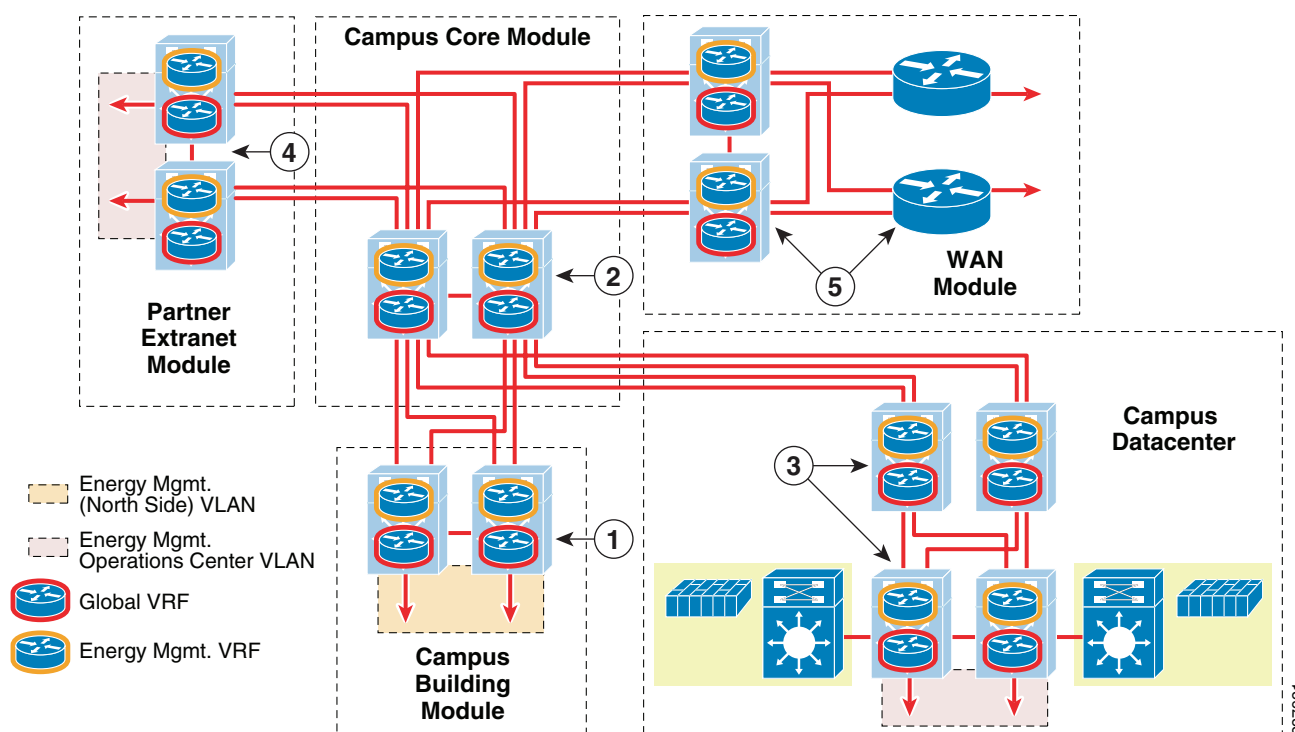 Campus Core Module
4
2
5
WAN
Module
Partner
Extranet
Module
Campus
Datacenter
3
1
Energy Mgmt.
(North Side) VLAN
Energy Mgmt.
Operations Center VLAN
Global VRF
Energy Mgmt. VRF
Campus
Building
Module